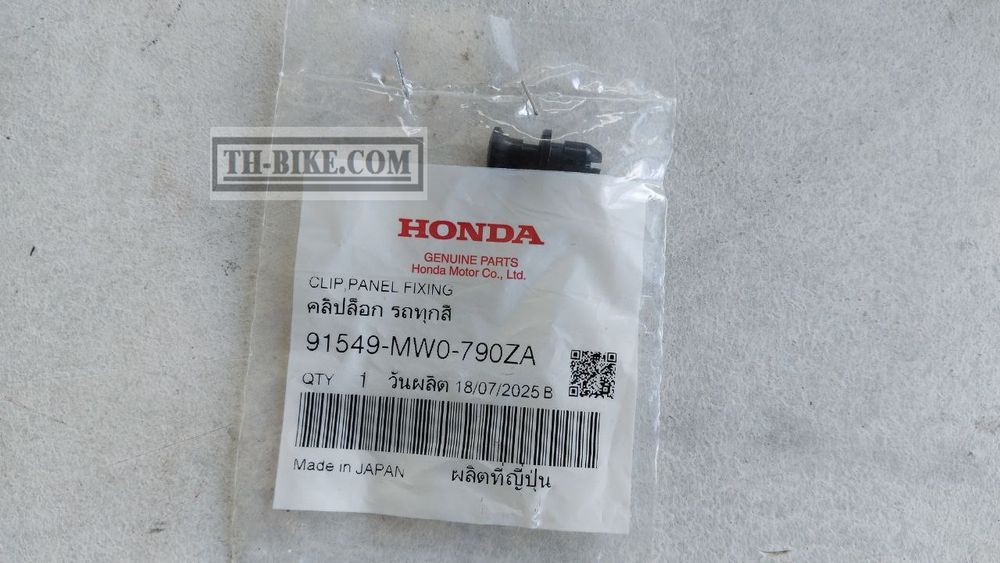 TH-BIKE.COM
HONDA
GENUINE PARTS
Honda Motor Co., Ltd.
CLIP,PANEL FIXING
คลิปล็อก รถทุกสี
91549-MW0-790ZA
QTY 1 วันผลิต 18/07/2025 B
Made in JAPAN ผลิตที่ญี่ปุ่น